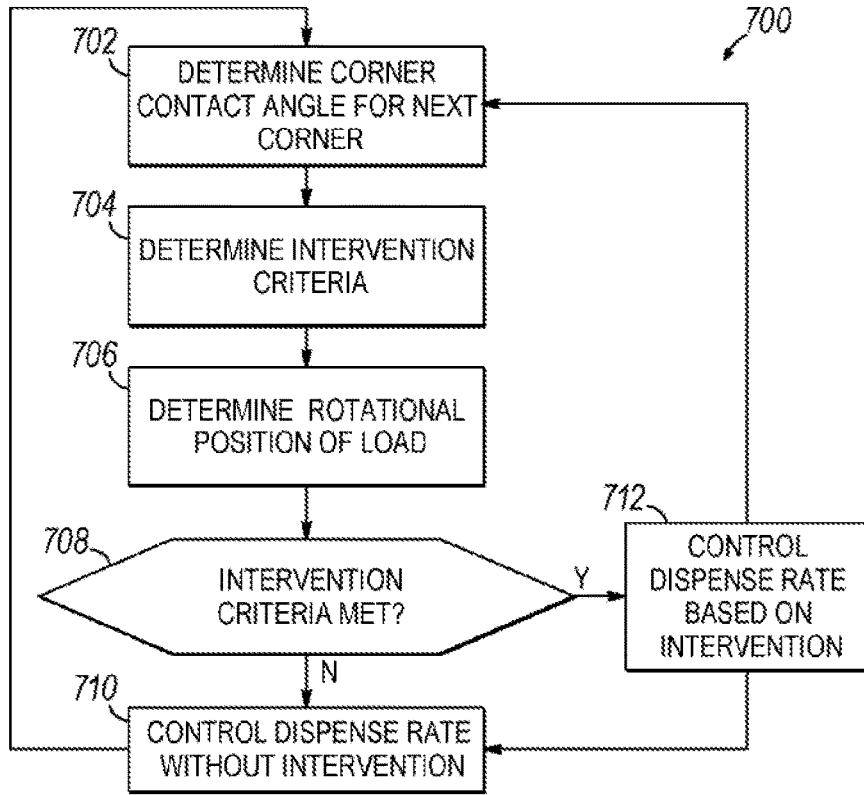 700
702
DETERMINE CORNER
CONTACT ANGLE FOR NEXT
CORNER
704
DETERMINE INTERVENTION
CRITERIA
706
DETERMINE ROTATIONAL
POSITION OF LOAD
708
INTERVENTION
CRITERIA MET?
Y
N
712
CONTROL
DISPENSE RATE
BASED ON
INTERVENTION
710
CONTROL DISPENSE RATE
WITHOUT INTERVENTION